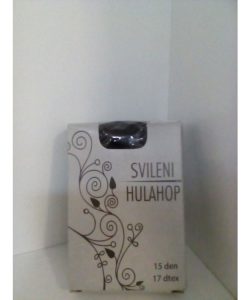 SVILENI
HULAHOP
15 den
17 dtex